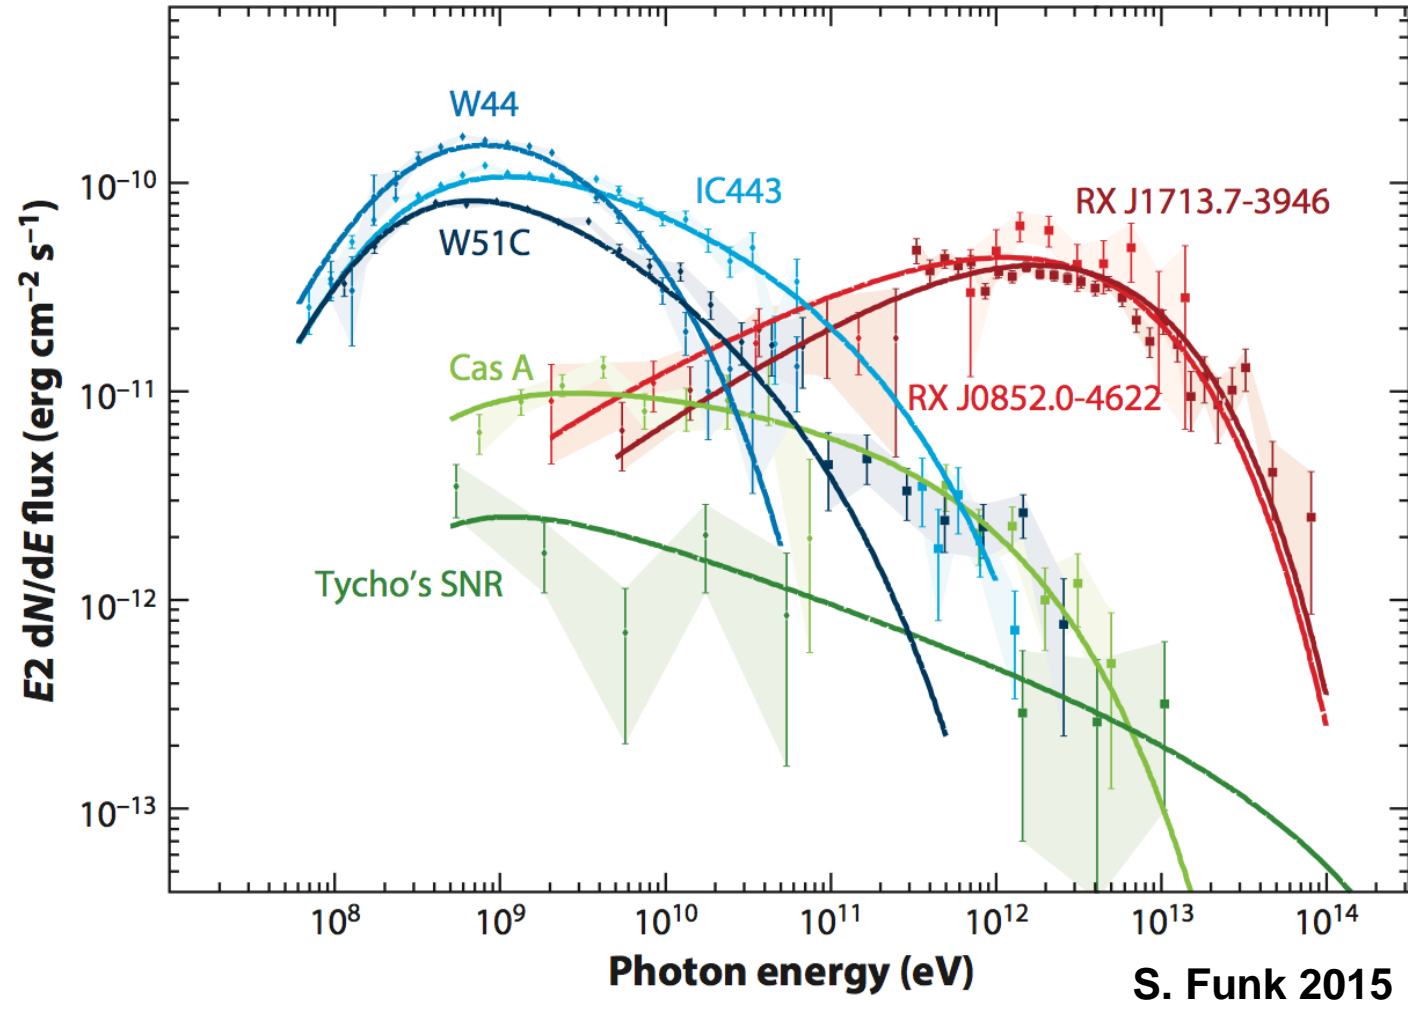 W44
IC443
W51C
RX J1713.7-3946
Cas A
RX J0852.0-4622
Tycho's SNR
E2 dN/dE flux (erg cm⁻² s⁻¹)
10⁻¹⁰
10⁻¹¹
10⁻¹²
10⁻¹³
10⁸ 10⁹ 10¹⁰ 10¹¹ 10¹² 10¹³ 10¹⁴
Photon energy (eV)
S. Funk 2015